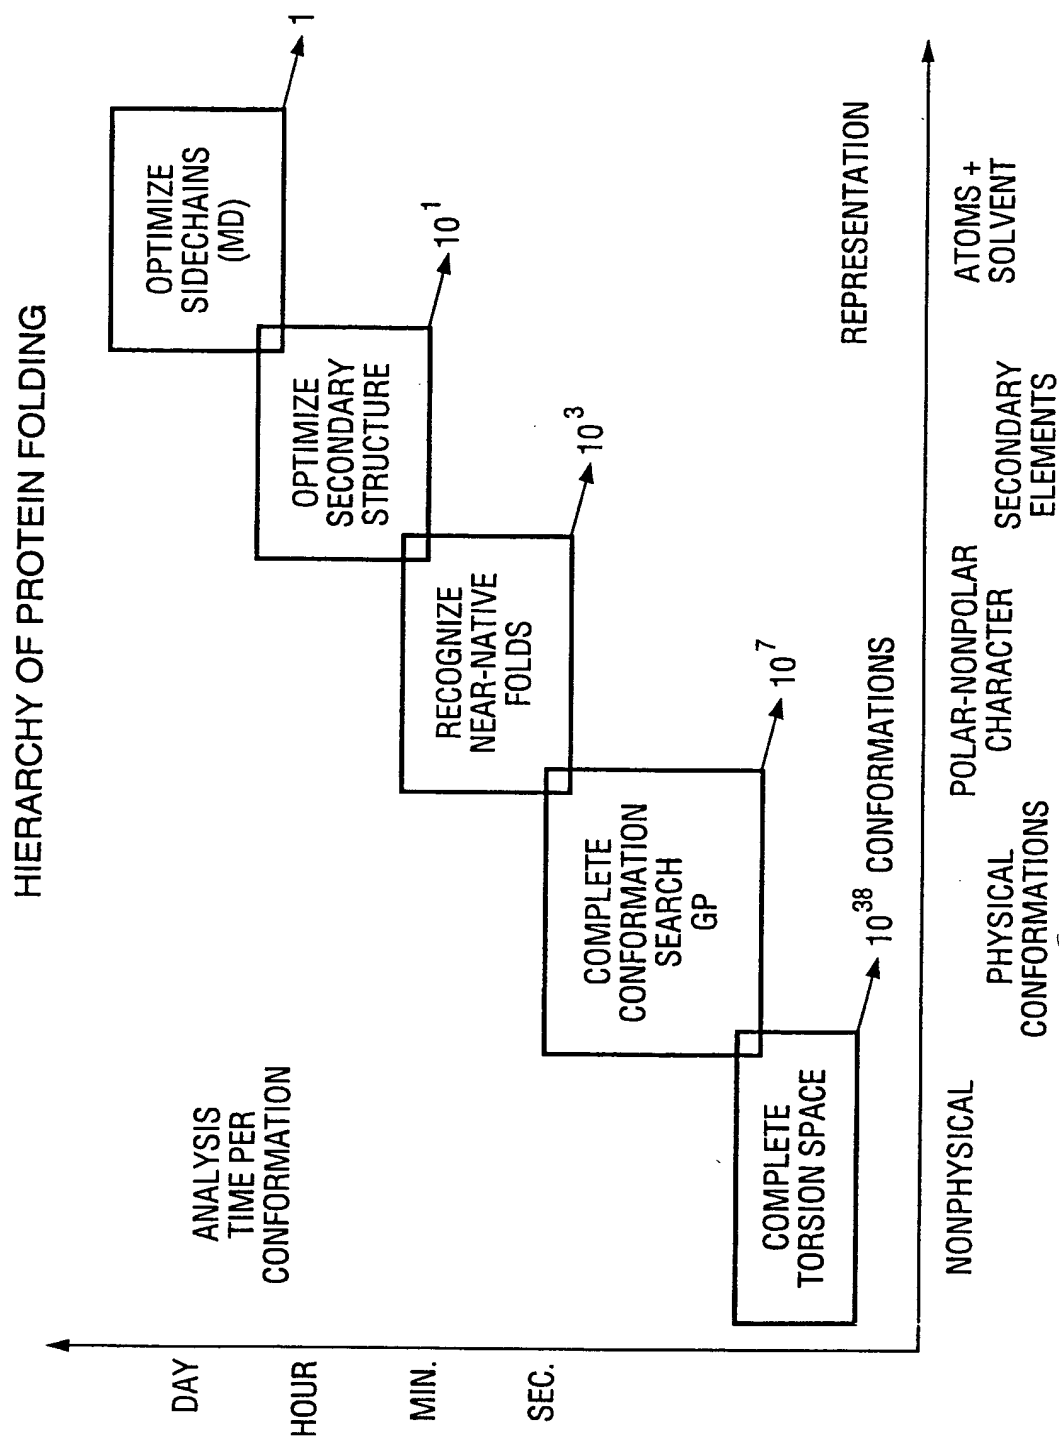 HIERARCHY OF PROTEIN FOLDING
ANALYSIS
TIME PER
CONFORMATION
DAY
HOUR
MIN.
SEC.
OPTIMIZE
SIDECHAINS
(MD)
1
OPTIMIZE
SECONDARY
STRUCTURE
10^1
RECOGNIZE
NEAR-NATIVE
FOLDS
10^3
COMPLETE
CONFORMATION
SEARCH
GP
10^7
COMPLETE
TORSION SPACE
10^38 CONFORMATIONS
REPRESENTATION
NONPHYSICAL
PHYSICAL
CONFORMATIONS
POLAR-NONPOLAR
CHARACTER
SECONDARY
ELEMENTS
ATOMS +
SOLVENT